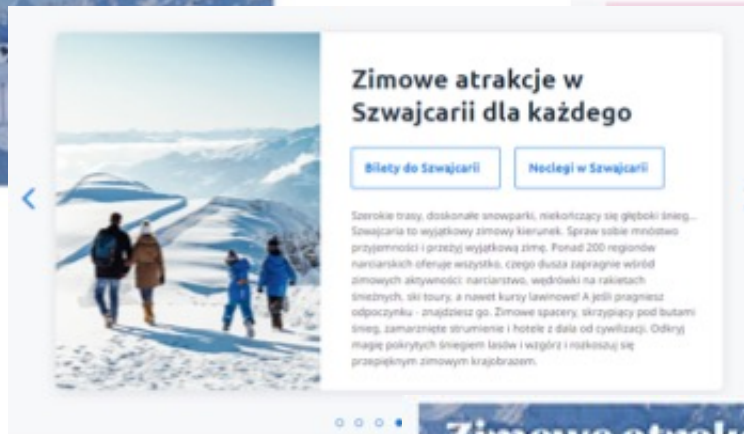 Zimowe atrakcje w
Szwajcarii dla każdego
Bilety do Szwajcarii
Noclegi w Szwajcarii
Szerokie trasy, doskonałe snowparki, niekończący się głęboki śnieg...
Szwajcaria to wyjątkowy zimowy kierunek. Spraw sobie mnóstwo
przyjemności i przeżyj wyjątkową zimę. Ponad 200 regionów
narciarskich oferuje wszystko, czego dusza zapragnie wśród
zimowych aktywności: narciarstwo, wędrówki na rakietach
śnieżnych, ski toury, a nawet kursy lawinowe! A jeśli pragniesz
odpoczynku - znajdziesz go. Zimowe spacery, skrzypiący pod butami
śnieg, zamarznięte strumienie i hotele z dala od cywilizacji. Odkryj
magię pokrytych śniegiem lasów i wzgórz i rozkoszuj się
przepięknym zimowym krajobrazem.